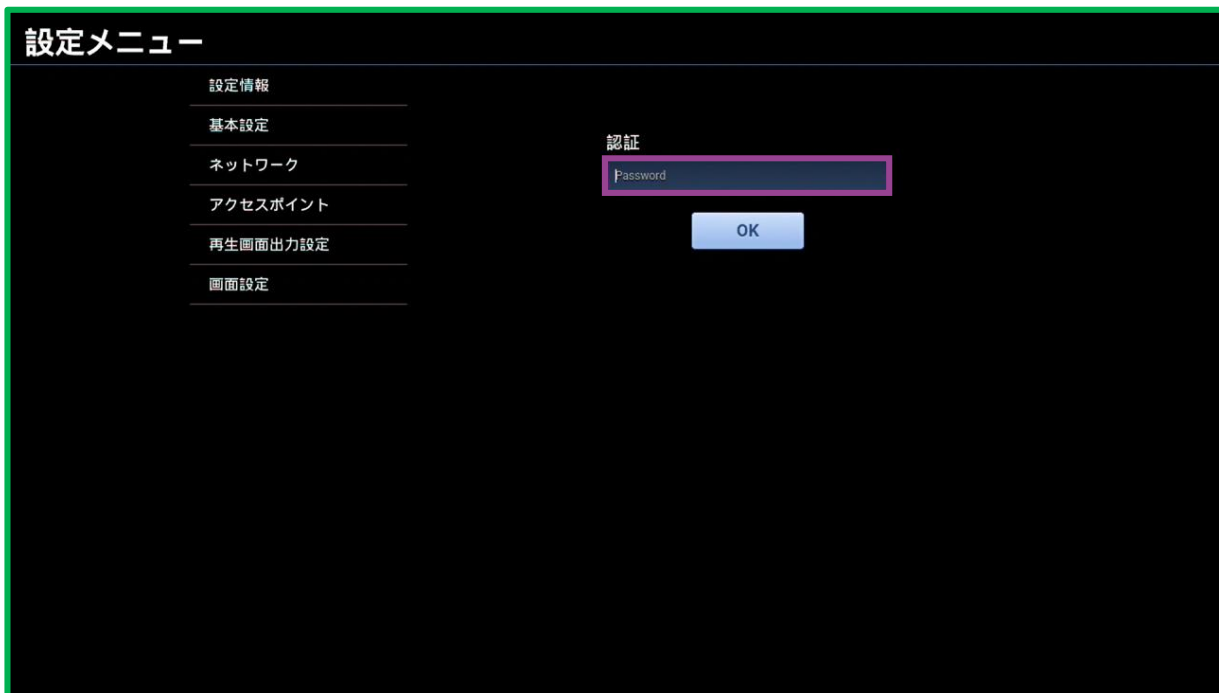 設定メニュー
設定情報
基本設定
ネットワーク
アクセスポイント
再生画面出力設定
画面設定
認証
Password
OK